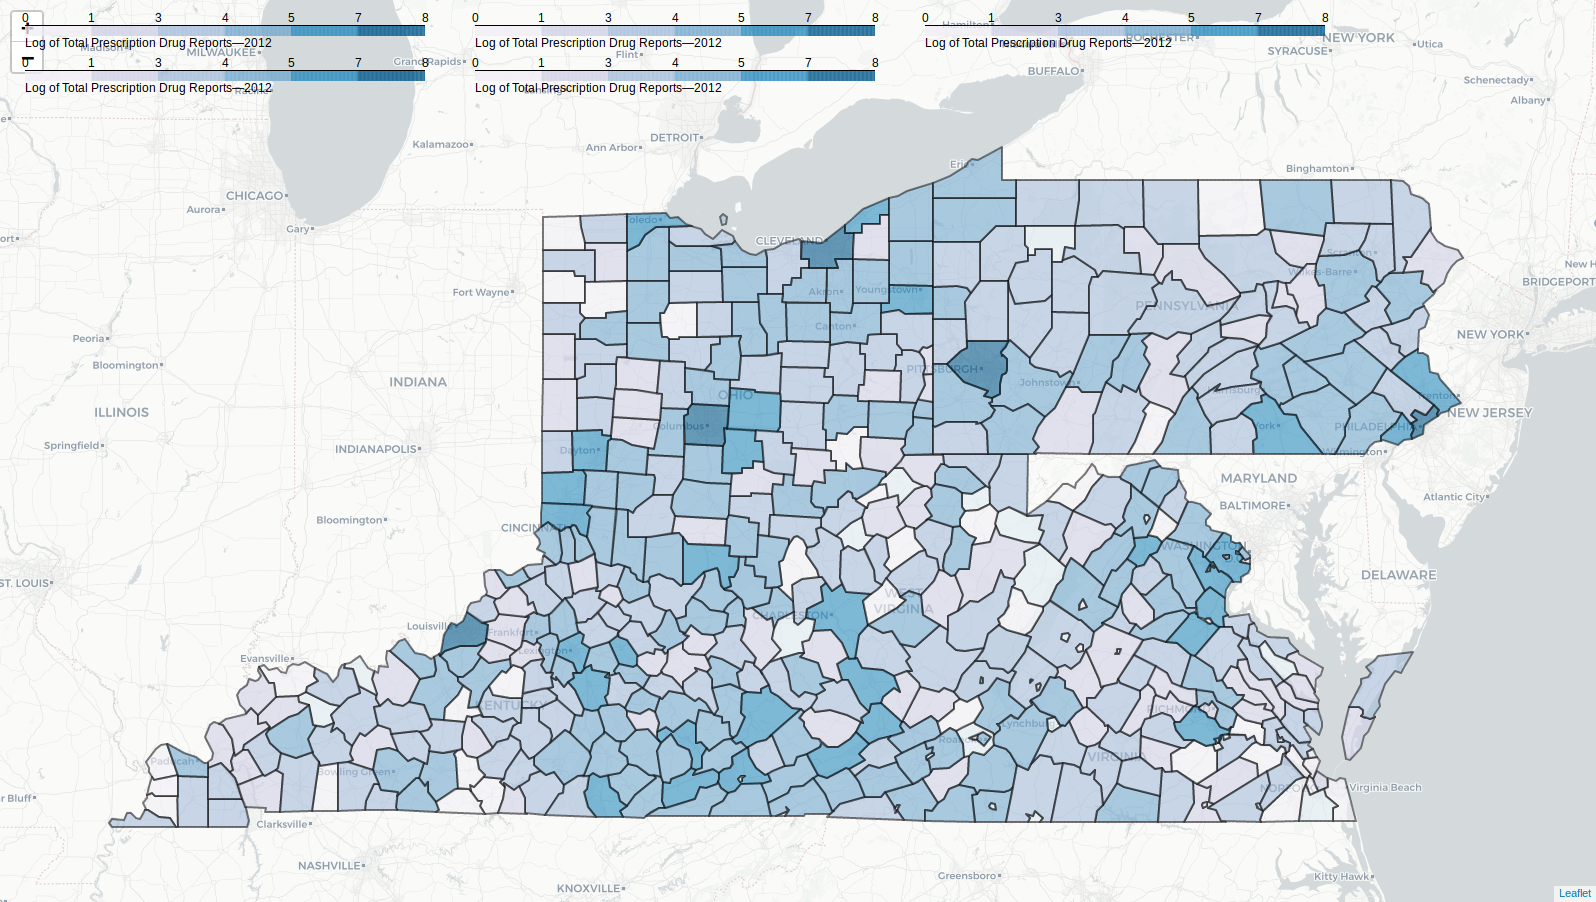 0 1 3 4 5 7 8
Log of Total Prescription Drug Reports—2012
0 1 3 4 5 7 8
Log of Total Prescription Drug Reports—2012
0 1 3 4 5 7 8
Log of Total Prescription Drug Reports—2012
0 1 3 4 5 7 8
Log of Total Prescription Drug Reports—2012
0 1 3 4 5 7 8
Log of Total Prescription Drug Reports—2012
+
−
Hamilton
ROCHESTER
NEW YORK
Utica
Madison
MILWAUKEE
Grand Rapids
Flint
SYRACUSE
BUFFALO
Schenectady
Albany
Racine
Lansing
DETROIT
Kalamazoo
Ann Arbor
Erie
Binghamton
CHICAGO
Aurora
Gary
oledo
CLEVELAND
Scranton
Wilkes-Barre
New H
BRIDGEPORT
Fort Wayne
Akron
Youngstown
PENNSYLVANIA
Canton
NEW YORK
Peoria
Bloomington
INDIANA
PITTSBURGH
Johnstown
Harrisburg
OHIO
Trenton
NEW JERSEY
ILLINOIS
Columbus
York
PHILADELPHIA
Springfield
INDIANAPOLIS
Dayton
Wilmington
MARYLAND
BALTIMORE
Atlantic City
Bloomington
CINCINNATI
WASHINGTON
ST. LOUIS
DELAWARE
WEST
VIRGINIA
CHARLESTON
Louisville
Frankfort
Lexington
Evansville
KENTUCKY
RICHMOND
Lynchburg
Roanoke
VIRGINIA
Paducah
Bowling Green
NORFOLK
Virginia Beach
r Bluff
Clarksville
NASHVILLE
Greensboro
Kitty Hawk
KNOXVILLE
Leaflet